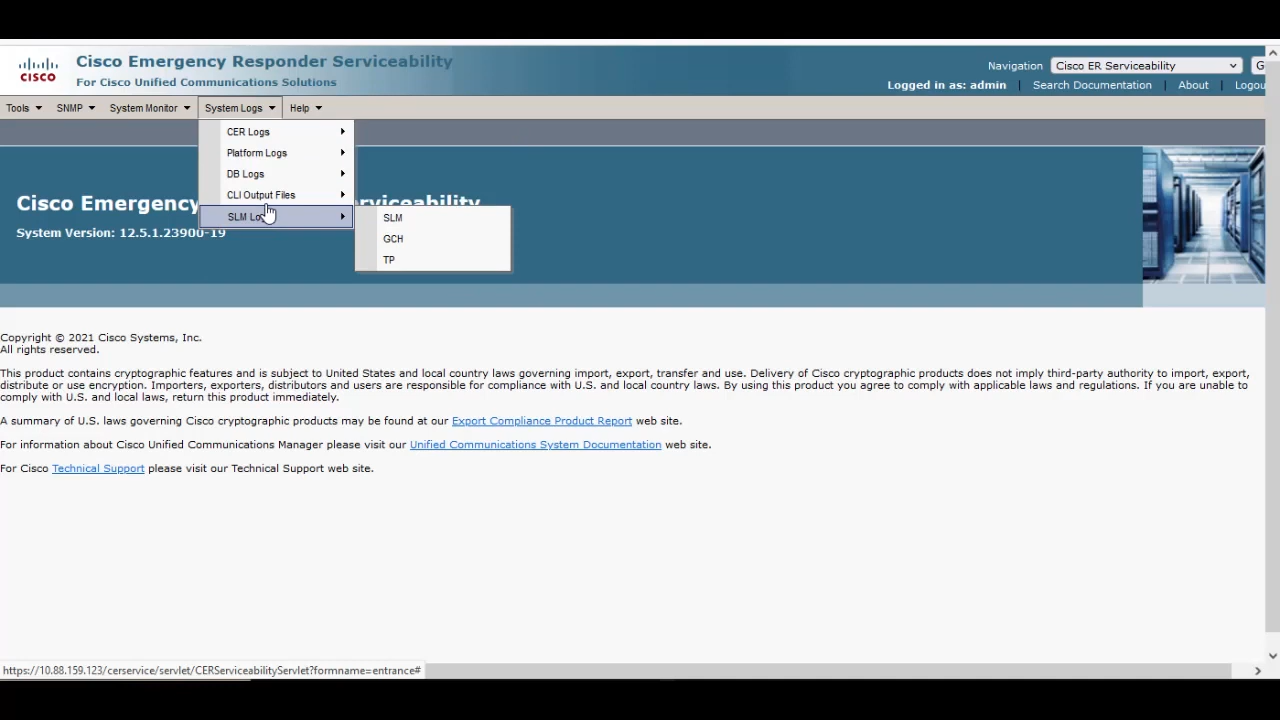 CISCO
Cisco Emergency Responder Serviceability
For Cisco Unified Communications Solutions
Navigation Cisco ER Serviceability G
Logged in as: admin | Search Documentation | About | Logou
Tools SNMP System Monitor System Logs Help
CER Logs
Platform Logs
DB Logs
CLI Output Files
SLM
SLM
GCH
TP
Cisco Emergency rviceability
System Version: 12.5.1.23900-19
Copyright © 2021 Cisco Systems, Inc.
All rights reserved.
This product contains cryptographic features and is subject to United States and local country laws governing import, export, transfer and use. Delivery of Cisco cryptographic products does not imply third-party authority to import, export,
distribute or use encryption. Importers, exporters, distributors and users are responsible for compliance with U.S. and local country laws. By using this product you agree to comply with applicable laws and regulations. If you are unable to
comply with U.S. and local laws, return this product immediately.
A summary of U.S. laws governing Cisco cryptographic products may be found at our Export Compliance Product Report web site.
For information about Cisco Unified Communications Manager please visit our Unified Communications System Documentation web site.
For Cisco Technical Support please visit our Technical Support web site.
https://10.88.159.123/cerservice/servlet/CERServiceabilityServlet?formname=entrance#